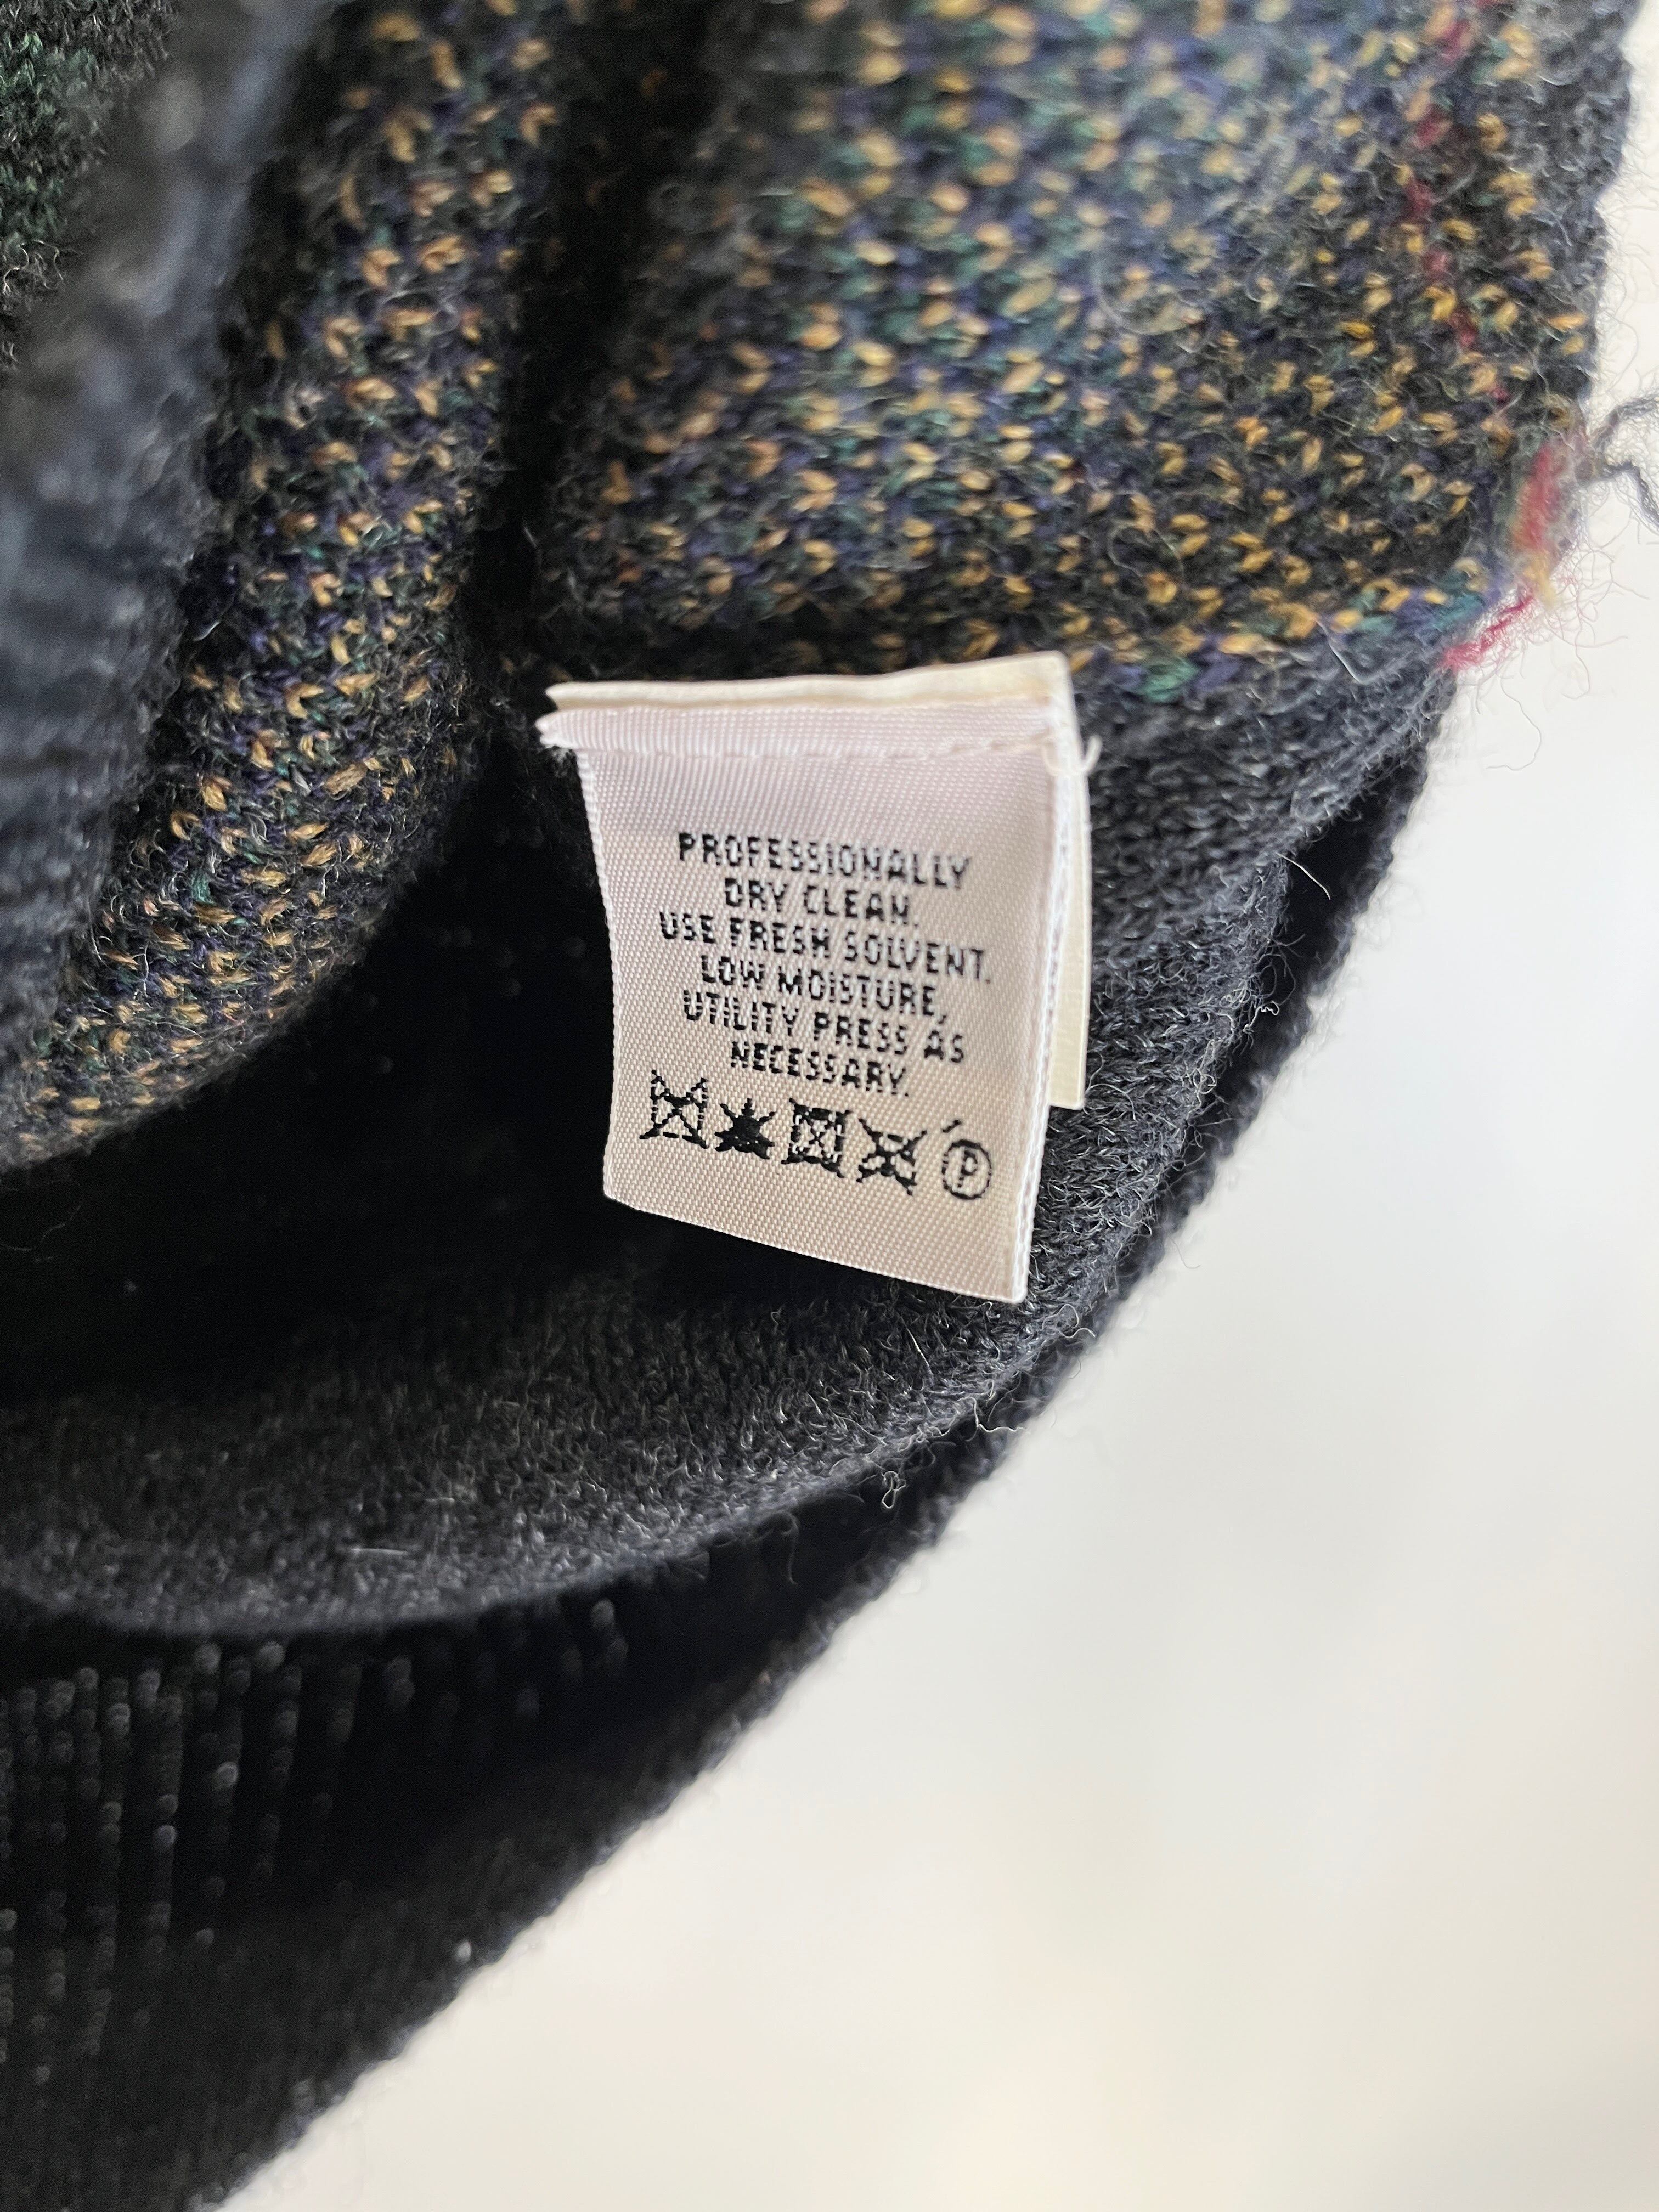 PROFESSIONALLY
DRY CLEAN.
USE FRESH SOLVENT.
LOW MOISTURE,
UTILITY PRESS AS
NECESSARY.
P